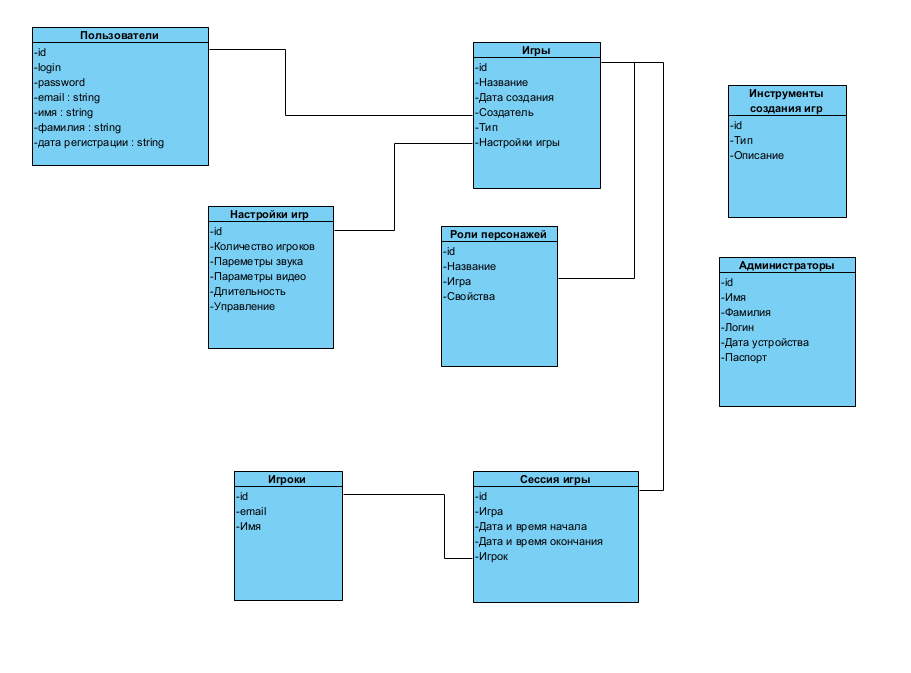 Пользователи
-id
-login
-password
-email : string
-имя : string
-фамилия : string
-дата регистрации : string
Игры
-id
-Название
-Дата создания
-Создатель
-Тип
-Настройки игры
Инструменты
создания игр
-id
-Тип
-Описание
Настройки игр
-id
-Количество игроков
-Пареметры звука
-Параметры видео
-Длительность
-Управление
Роли персонажей
-id
-Название
-Игра
-Свойства
Администраторы
-id
-Имя
-Фамилия
-Логин
-Дата устройства
-Паспорт
Игроки
-id
-email
-Имя
Сессия игры
-id
-Игра
-Дата и время начала
-Дата и время окончания
-Игрок